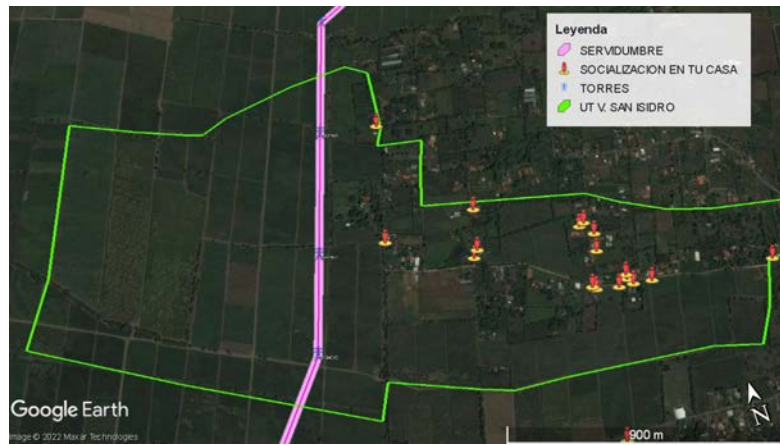 Leyenda
SERVIDUMBRE
SOCIALIZACION EN TU CASA
TORRES
UT V. SAN ISIDRO
Google Earth
Image © 2022 Maxar Technologies
900 m
N